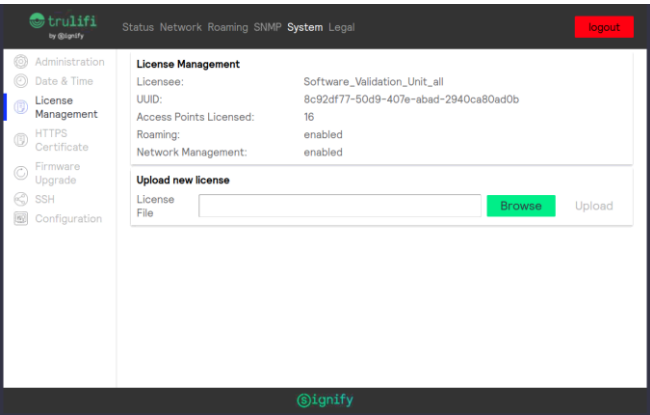 trulifi
by Signify
Status Network Roaming SNMP System Legal
logout
Administration
Date & Time
License
Management
HTTPS
Certificate
Firmware
Upgrade
SSH
Configuration
License Management
Licensee: Software_Validation_Unit_all
UUID: 8c92df77-50d9-407e-abad-2940ca80ad0b
Access Points Licensed: 16
Roaming: enabled
Network Management: enabled
Upload new license
License
File
Browse
Upload
Signify